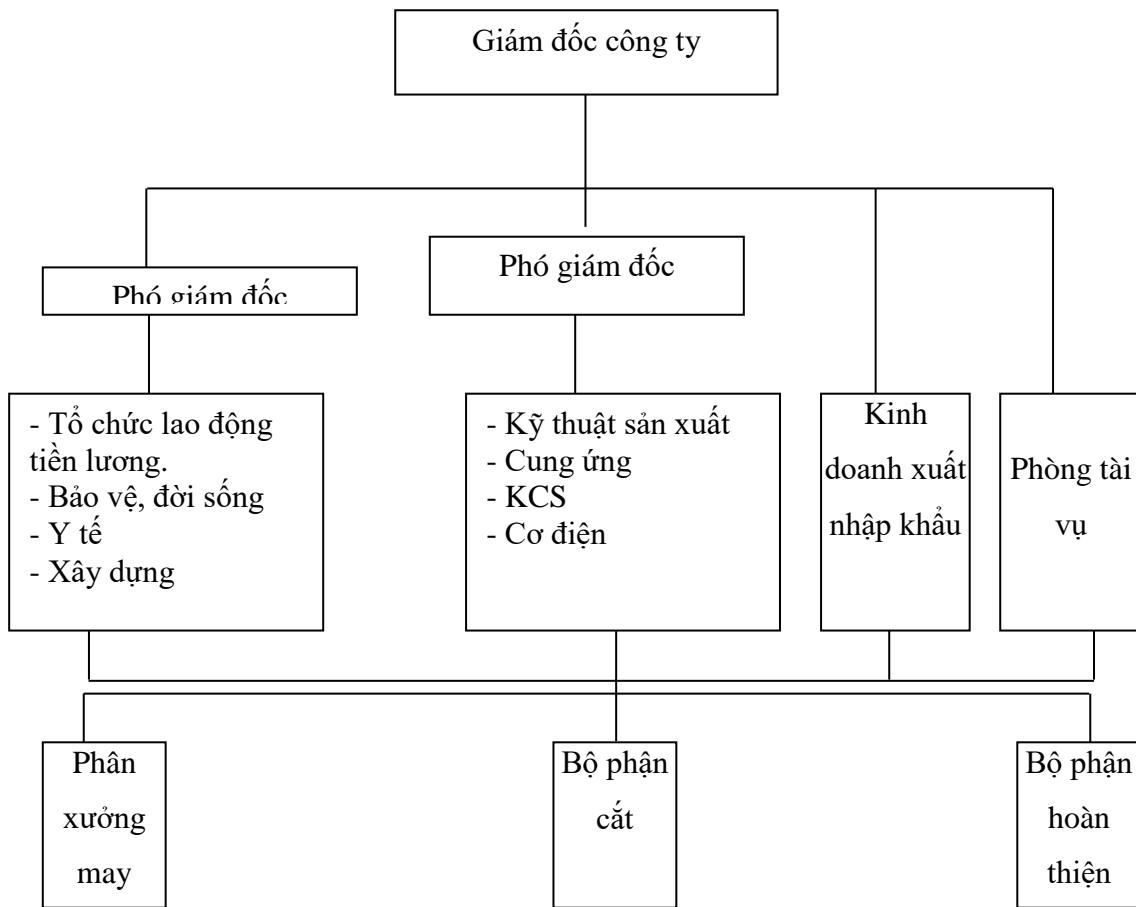 Giám đốc công ty
Phó giám đốc
Phó giám đốc
- Tổ chức lao động
tiền lương.
- Bảo vệ, đời sống
- Y tế
- Xây dựng
- Kỹ thuật sản xuất
- Cung ứng
- KCS
- Cơ điện
Kinh
doanh xuất
nhập khẩu
Phòng tài
vụ
Phân
xưởng
may
Bộ phận
cắt
Bộ phận
hoàn
thiện